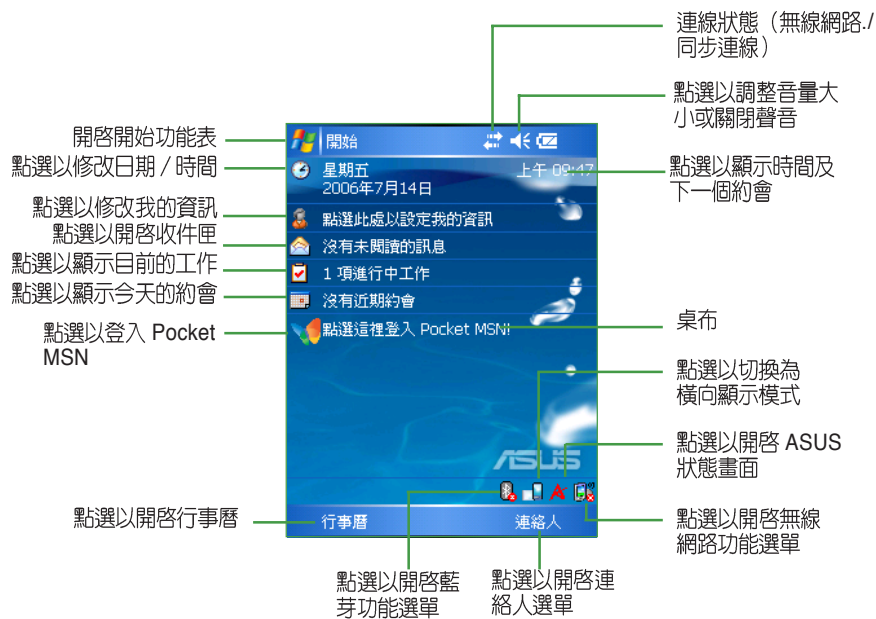 連線狀態（無線網路./
同步連線）
點選以調整音量大
小或關閉聲音
點選以顯示時間及
下一個約會
桌布
點選以切換為
橫向顯示模式
點選以開啟 ASUS
狀態畫面
點選以開啟無線
網路功能選單
開啟開始功能表
點選以修改日期 / 時間
點選以修改我的資訊
點選以開啟收件匣
點選以顯示目前的工作
點選以顯示今天的約會
點選以登入 Pocket
MSN
點選以開啟行事曆
點選以開啟藍
芽功能選單
點選以開啟連
絡人選單
開始
星期五
上午 09:47
2006年7月14日
點選此處以設定我的資訊
沒有未閱讀的訊息
1 項進行中工作
沒有近期約會
點選這裡登入 Pocket MSN!
ASUS
行事曆
連絡人